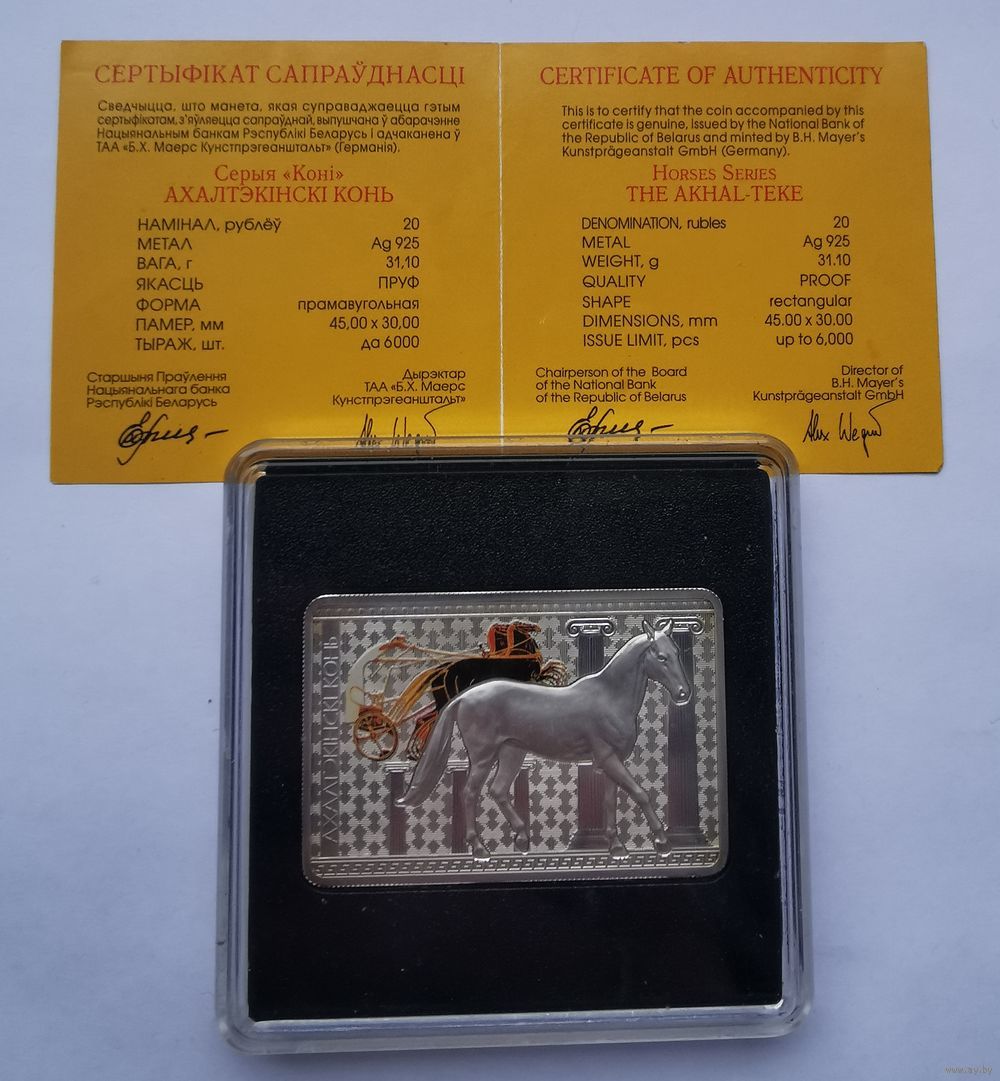 СЕРТЫФІКАТ САПРАЎДНАСЦІ
Сведчыцца, што манета, якая суправаджаецца гэтым
сертыфікатам, з'яўляецца сапраўднай, выпушчана ў абарачэнне
Нацыянальным банкам Рэспублікі Беларусь і адчаканена ў
ТАА «Б.Х. Маерс Кунстпрэгеанштальт» (Германія).
Серыя «Коні»
АХАЛТЭКІНСКІ КОНЬ
НАМІНАЛ, рублёў 20
МЕТАЛ Ag 925
ВАГА, г 31,10
ЯКАСЦЬ ПРУФ
ФОРМА прамавугольная
ПАМЕР, мм 45,00 х 30,00
ТЫРАЖ, шт. да 6000
Старшыня Праўлення
Нацыянальнага банка
Рэспублікі Беларусь
Дырэктар
ТАА «Б.Х. Маерс
Кунстпрэгеанштальт»
CERTIFICATE OF AUTHENTICITY
This is to certify that the coin accompanied by this
certificate is genuine, issued by the National Bank of
the Republic of Belarus and minted by B.H. Mayer's
Kunstprägeanstalt GmbH (Germany).
HORSES SERIES
THE AKHAL-TEKE
DENOMINATION, rubles 20
METAL Ag 925
WEIGHT, g 31.10
QUALITY PROOF
SHAPE rectangular
DIMENSIONS, mm 45.00 x 30.00
ISSUE LIMIT, pcs up to 6,000
Chairperson of the Board
of the National Bank
of the Republic of Belarus
Director of
B.H. Mayer's
Kunstprägeanstalt GmbH
АХАЛТЭКІНСКІ КОНЬ
www.ay.by